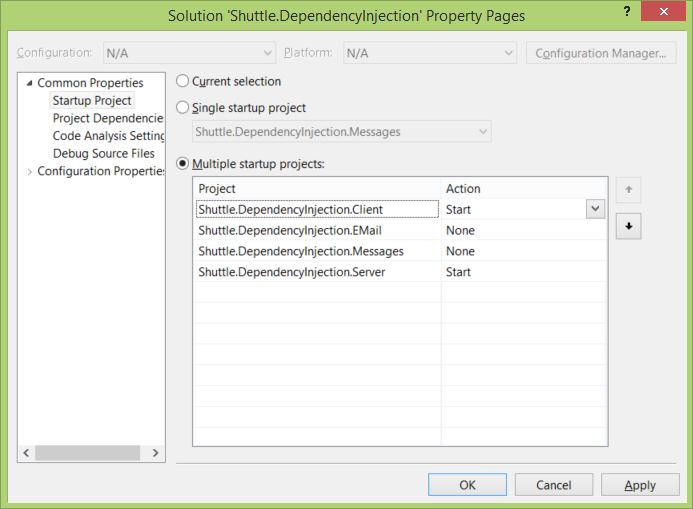 Solution 'Shuttle.DependencyInjection' Property Pages
?
Configuration: N/A Platform: N/A Configuration Manager...
Common Properties
Startup Project
Project Dependencie
Code Analysis Setting
Debug Source Files
Configuration Propertie
Current selection
Single startup project
Shuttle.DependencyInjection.Messages
Multiple startup projects:
Project Action
Shuttle.DependencyInjection.Client Start
Shuttle.DependencyInjection.EMail None
Shuttle.DependencyInjection.Messages None
Shuttle.DependencyInjection.Server Start
OK Cancel Apply